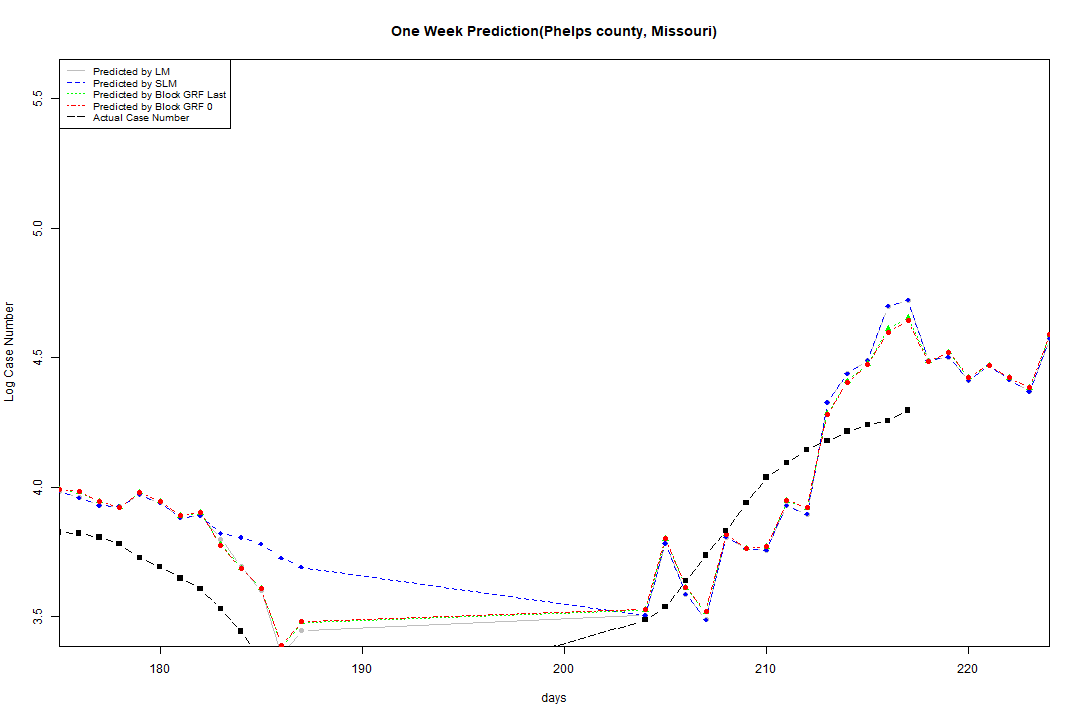 One Week Prediction(Phelps county, Missouri)
Predicted by LM
Predicted by SLM
Predicted by Block GRF Last
Predicted by Block GRF 0
Actual Case Number
5.5
5.0
4.5
4.0
3.5
Log Case Number
180 190 200 210 220
days